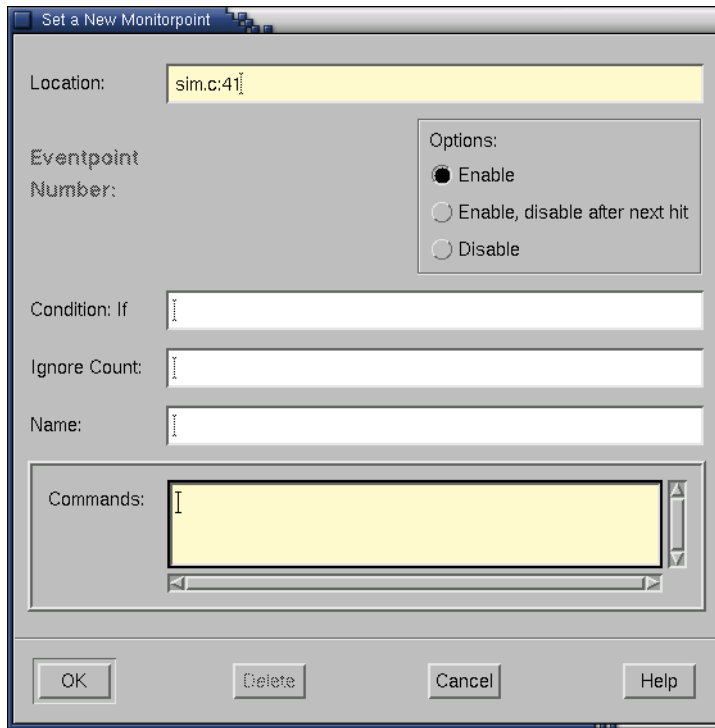 Set a New Monitorpoint
Location:
sim.c:41
Eventpoint
Number:
Options:
Enable
Enable, disable after next hit
Disable
Condition: If
Ignore Count:
Name:
Commands:
OK
Delete
Cancel
Help